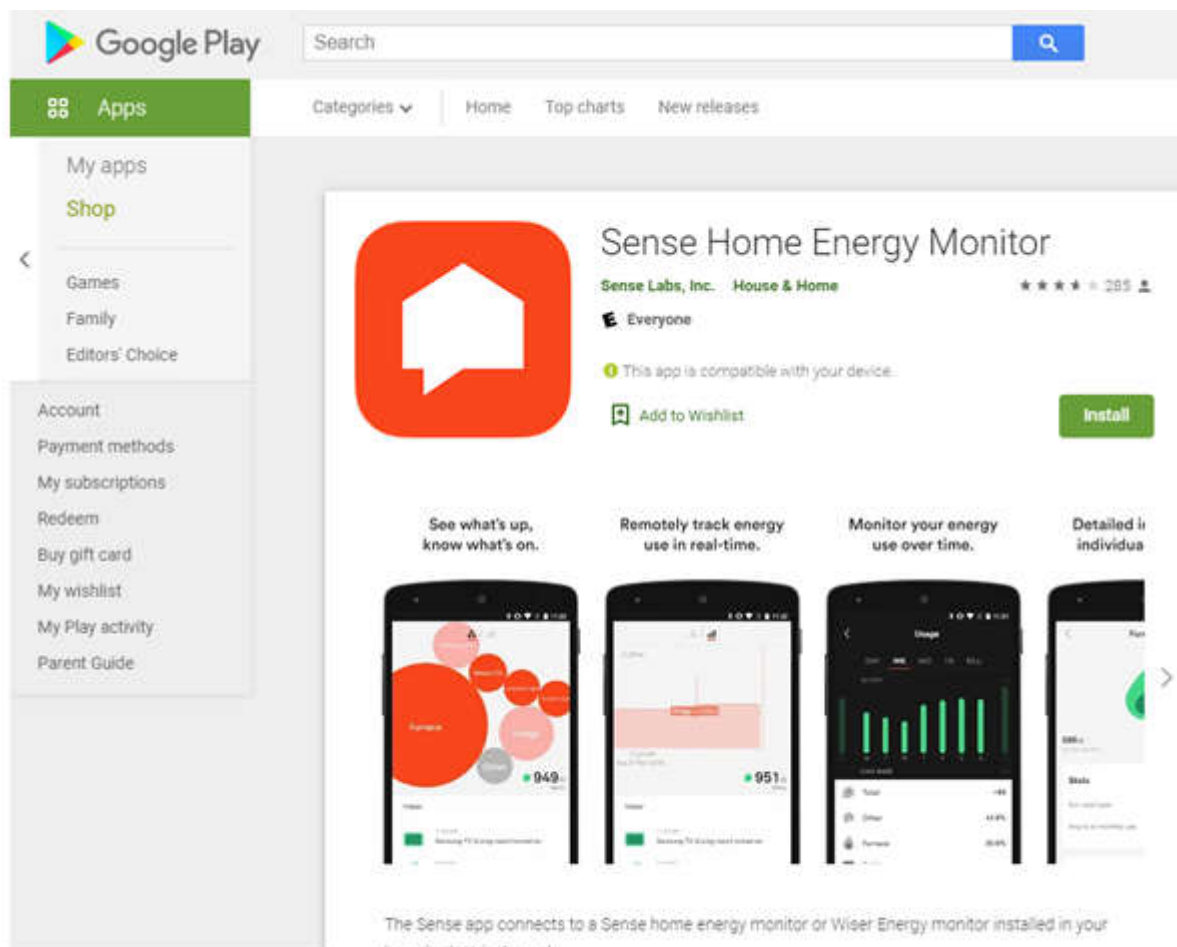 Google Play
Search
Apps
Categories
Home
Top charts
New releases
My apps
Shop
Games
Family
Editors' Choice
Account
Payment methods
My subscriptions
Redeem
Buy gift card
My wishlist
My Play activity
Parent Guide
Sense Home Energy Monitor
Sense Labs, Inc. House & Home
285
E Everyone
This app is compatible with your device.
Add to Wishlist
Install
See what's up,
know what's on.
Remotely track energy
use in real-time.
Monitor your energy
use over time.
Detailed i
individua
Furnace
949
951
Usage
Total
Other
Furnace
Stats
The Sense app connects to a Sense home energy monitor or Wiser Energy monitor installed in your